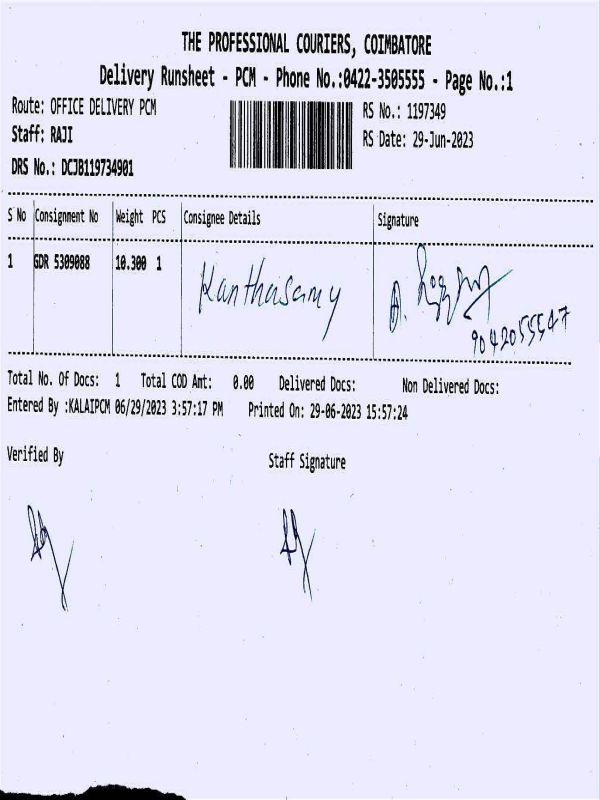 THE PROFESSIONAL COURIERS, COIMBATORE
Delivery Runsheet - PCM - Phone No.:0422-3505555 - Page No.:1
Route: OFFICE DELIVERY PCM
RS No.: 1197349
Staff: RAJI
RS Date: 29-Jun-2023
DRS No.: DCJB119734901
S No Consignment No Weight PCS Consignee Details Signature
1 GDR 5309088 10.300 1 Kanthasamy
9042055547
Total No. Of Docs: 1 Total COD Amt: 0.00 Delivered Docs: Non Delivered Docs:
Entered By :KALAIPCM 06/29/2023 3:57:17 PM Printed On: 29-06-2023 15:57:24
Verified By Staff Signature